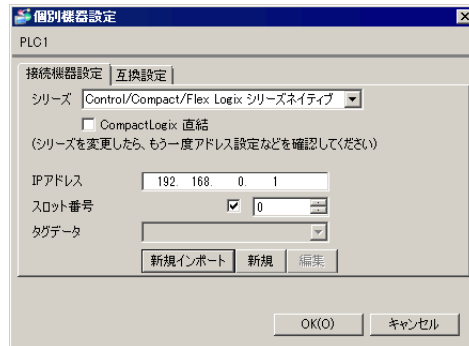 個別機器設定
PLC1
接続機器設定 互換設定
シリーズ Control/Compact/Flex Logix シリーズネイティブ
CompactLogix 直結
(シリーズを変更したら、もう一度アドレス設定などを確認してください)
IPアドレス 192. 168. 0. 1
スロット番号 0
タグデータ
新規インポート 新規 編集
OK(O) キャンセル